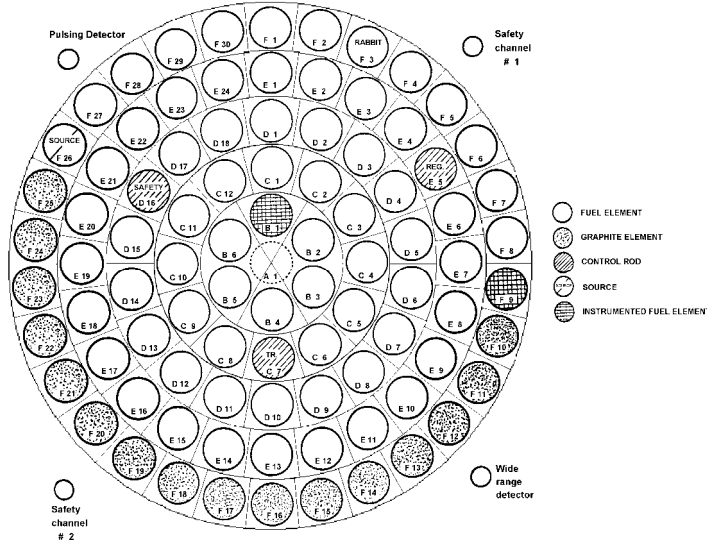 Pulsing Detector
Safety
channel
# 1
F 30
F 1
F 2
RABBIT
F 3
F 29
F 4
F 28
F 5
F 27
F 6
SOURCE
F 26
F 7
F 25
F 8
F 24
F 9
F 23
F 10
F 22
F 11
F 21
F 12
F 20
F 13
F 19
F 14
F 18
F 15
F 17
F 16
E 24
E 1
E 2
E 23
E 3
E 22
E 4
E 21
REG.
E 5
E 20
E 6
E 19
E 7
E 18
E 8
E 17
E 9
E 16
E 10
E 15
E 11
E 14
E 13
E 12
D 18
D 1
D 2
D 17
D 3
SAFETY
D 16
D 4
D 15
D 5
D 14
D 6
D 13
D 7
D 12
D 8
D 11
D 10
D 9
C 12
C 1
C 2
C 11
C 3
C 10
C 4
C 9
C 5
C 8
TR.
C 7
C 6
B 1
B 6
B 2
B 5
B 3
B 4
A 1
FUEL ELEMENT
GRAPHITE ELEMENT
CONTROL ROD
SOURCE
INSTRUMENTED FUEL ELEMENT
Safety
channel
# 2
Wide
range
detector